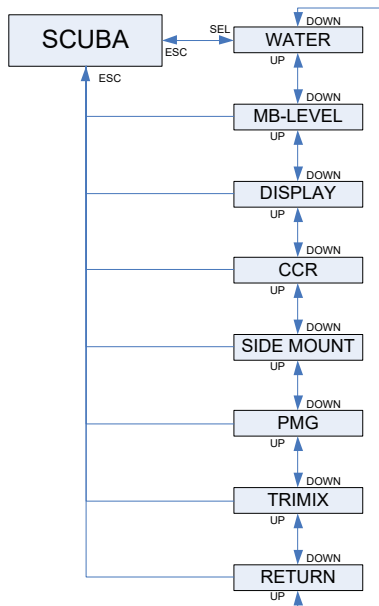 DOWN
SCUBA
SEL
ESC
WATER
ESC
UP
DOWN
MB-LEVEL
UP
DOWN
DISPLAY
UP
DOWN
CCR
UP
DOWN
SIDE MOUNT
UP
DOWN
PMG
UP
DOWN
TRIMIX
UP
DOWN
RETURN
UP